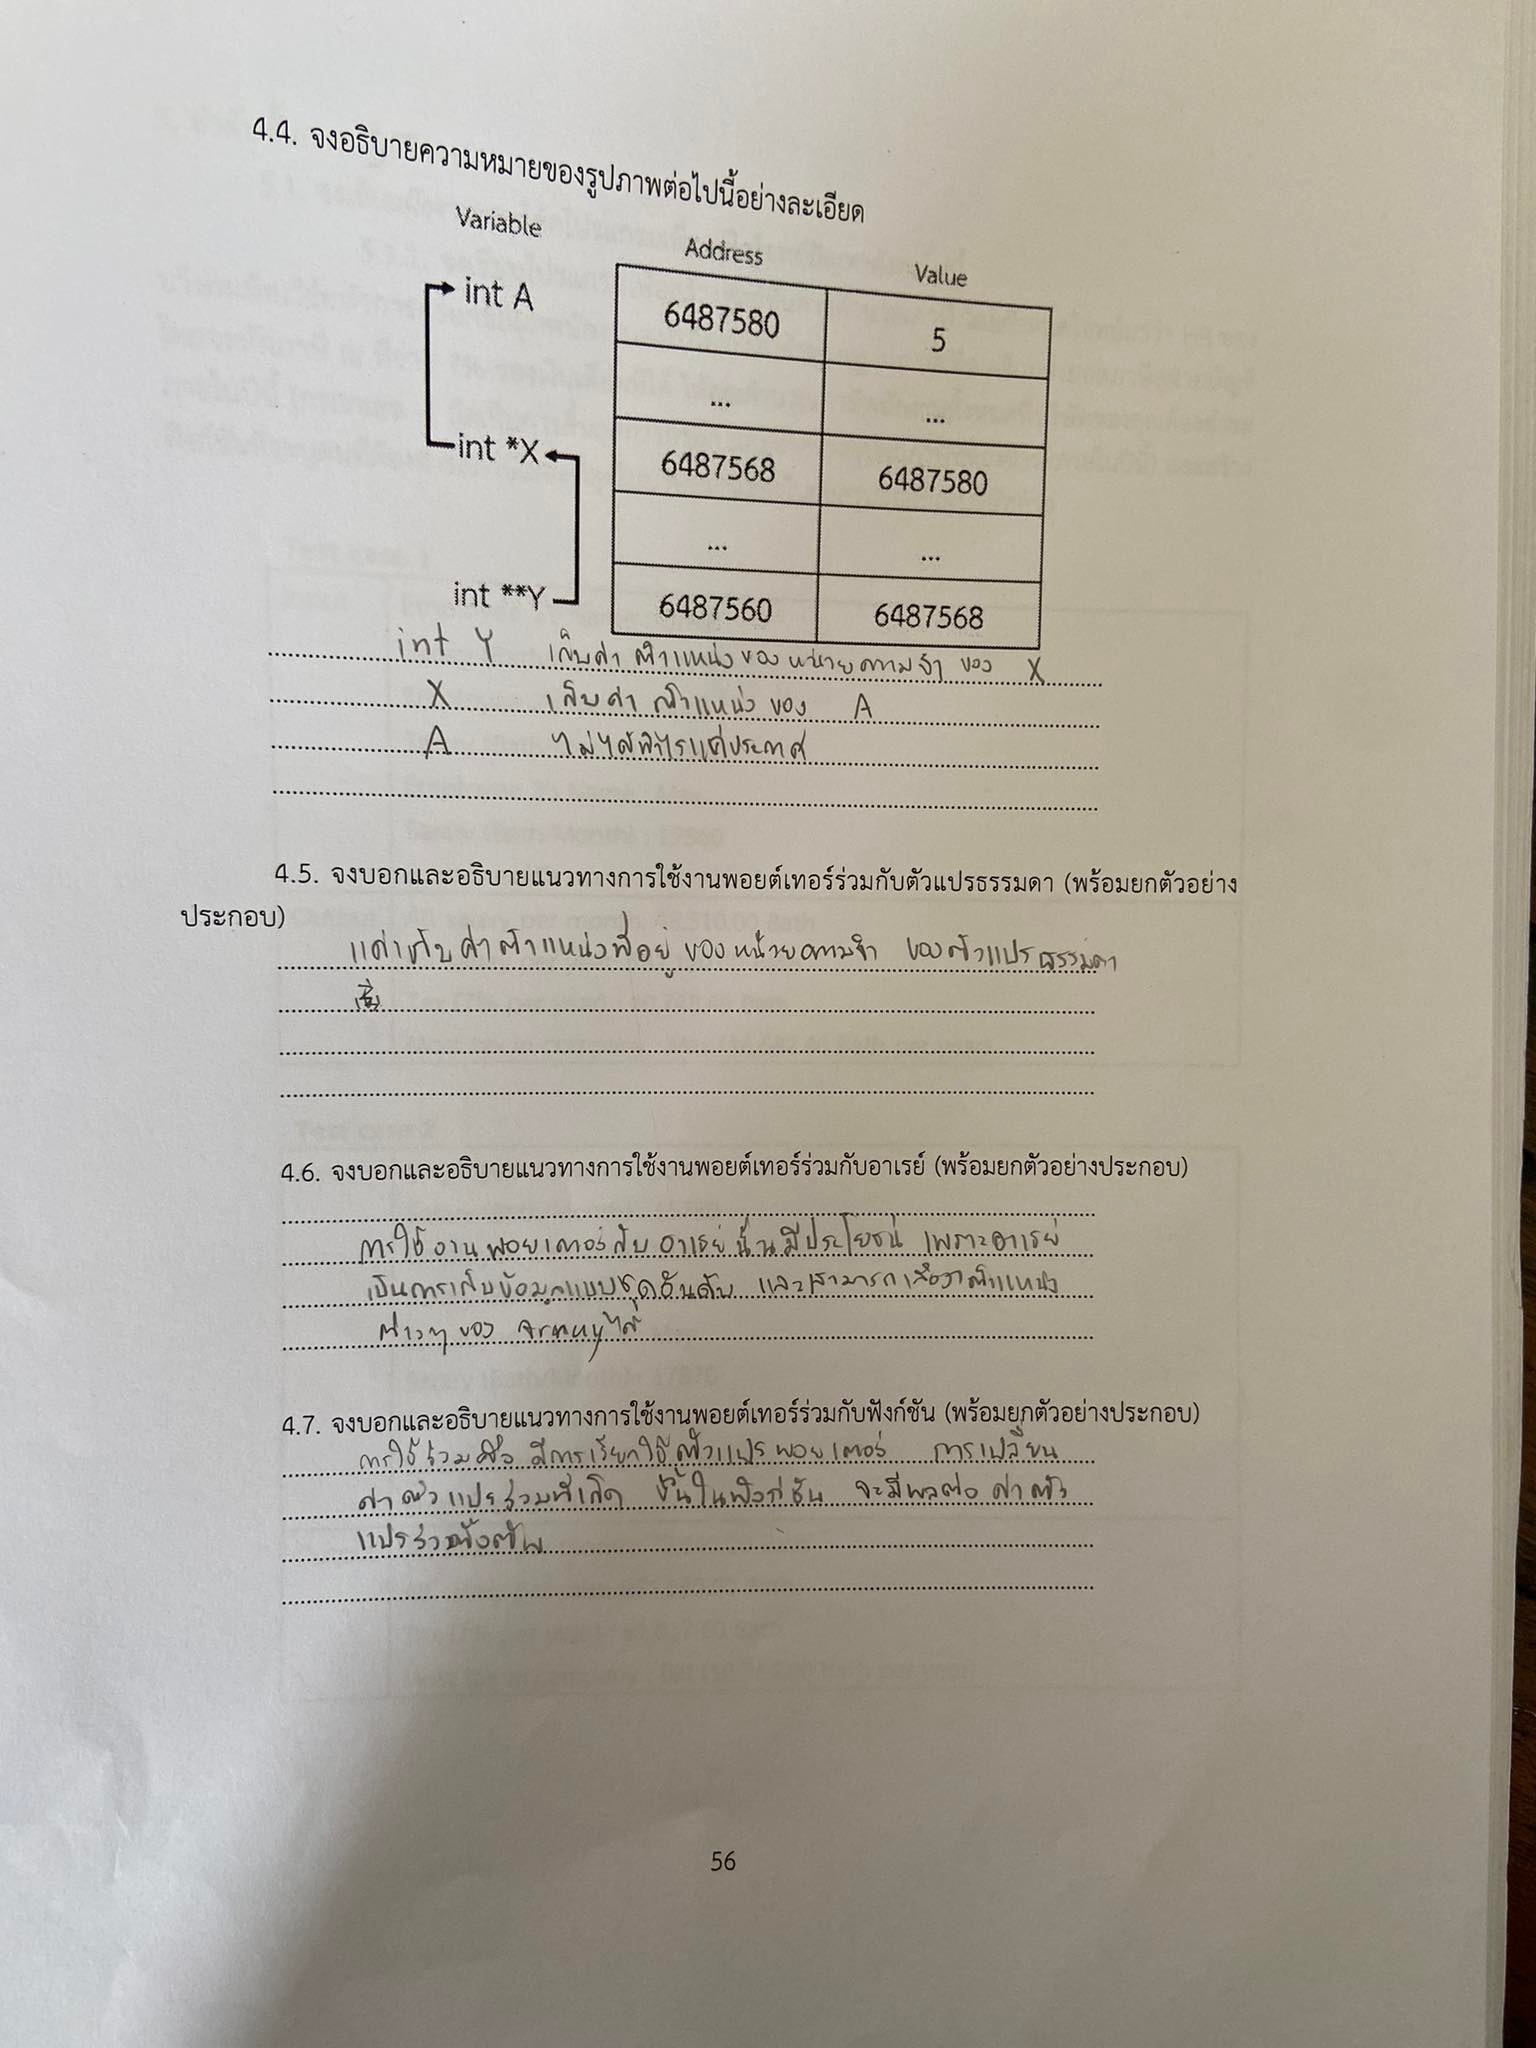 4.4. จงอธิบายความหมายของรูปภาพต่อไปนี้อย่างละเอียด
Variable Address Value
int A 6487580 5
... ...
int *X 6487568 6487580
... ...
int **Y 6487560 6487568
int Y เก็บค่าตำแหน่งของหน่วยความจำ ของ X
X เก็บค่า ตำแหน่งของ A
A ไม่ได้ทำไรแค่ประกาศ
4.5. จงบอกและอธิบายแนวทางการใช้งานพอยต์เทอร์ร่วมกับตัวแปรธรรมดา (พร้อมยกตัวอย่าง
ประกอบ)
แค่เก็บค่าตำแหน่งที่อยู่ของหน่วยความจำ ของตัวแปรธรรมดา
4.6. จงบอกและอธิบายแนวทางการใช้งานพอยต์เทอร์ร่วมกับอาเรย์ (พร้อมยกตัวอย่างประกอบ)
การใช้งานพอยเตอร์กับ อาเรย์นั้นมีประโยชน์ เพราะอาเรย์
เป็นการเก็บข้อมูลแบบชุดอันดับ และสามารถ ตำแหน่ง
ต่างๆ ของ array ได้
4.7. จงบอกและอธิบายแนวทางการใช้งานพอยต์เทอร์ร่วมกับฟังก์ชัน (พร้อมยกตัวอย่างประกอบ)
การใช้ร่วมคือ มีการเรียกใช้ตัวแปรพอยเตอร์ การเปลี่ยน
ค่าตัวแปรร่วมที่เกิด ขึ้นในฟังก์ชัน จะมีผลต่อ ค่าตัว
แปรร่วม
56